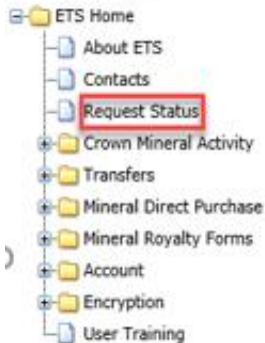 ETS Home
About ETS
Contacts
Request Status
Crown Mineral Activity
Transfers
Mineral Direct Purchase
Mineral Royalty Forms
Account
Encryption
User Training